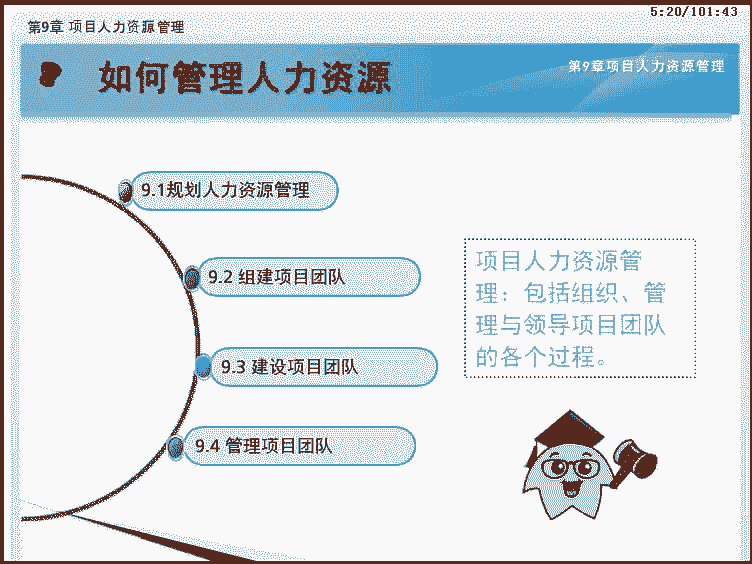 5:20/101:43
第9章 项目人力资源管理
如何管理人力资源
第9章项目人力资源管理
9.1规划人力资源管理
9.2 组建项目团队
9.3 建设项目团队
9.4 管理项目团队
项目人力资源管
理：包括组织、管
理与领导项目团队
的各个过程。